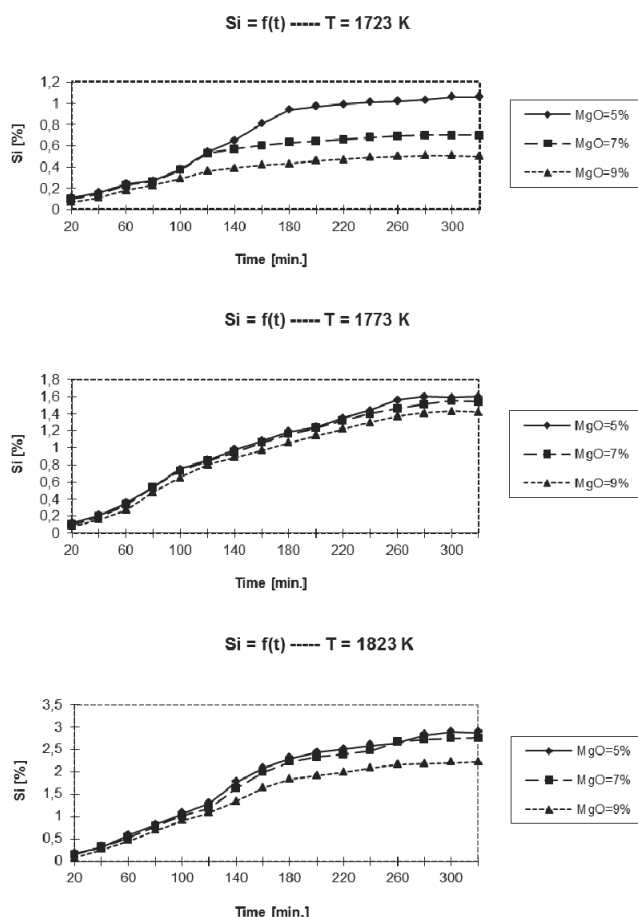 Si = f(t) ----- T = 1723 K
1,2
1
0,8
0,6
0,4
0,2
0
Si [%]
20 60 100 140 180 220 260 300
Time [min.]
MgO=5%
MgO=7%
MgO=9%
Si = f(t) ----- T = 1773 K
1,8
1,6
1,4
1,2
1
0,8
0,6
0,4
0,2
0
Si [%]
20 60 100 140 180 220 260 300
Time [min.]
MgO=5%
MgO=7%
MgO=9%
Si = f(t) ----- T = 1823 K
3,5
3
2,5
2
1,5
1
0,5
0
Si [%]
20 60 100 140 180 220 260 300
Time [min.]
MgO=5%
MgO=7%
MgO=9%